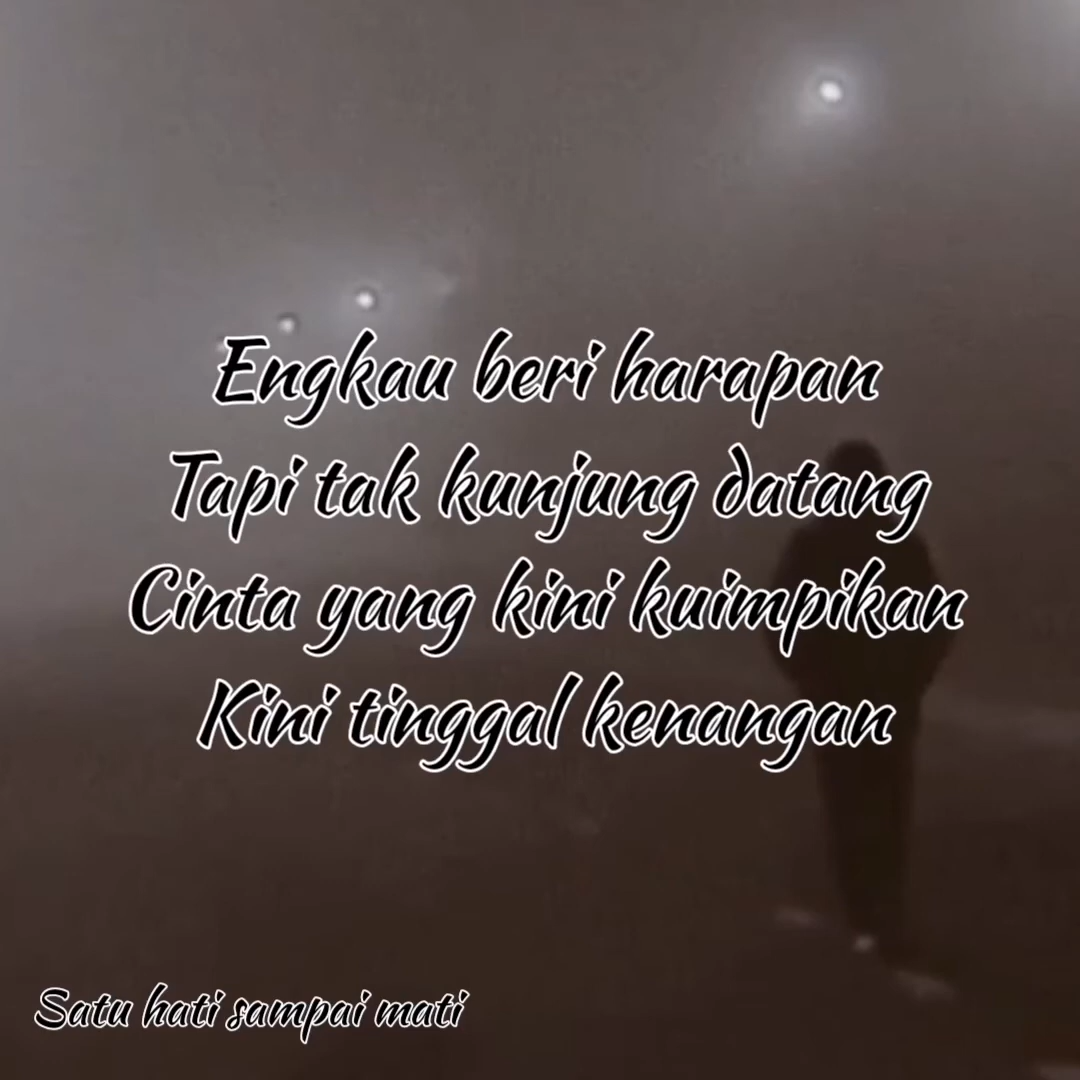 Engkau beri harapan
Tapi tak kunjung datang
Cinta yang kini kuimpikan
Kini tinggal kenangan
Satu hati sampai mati